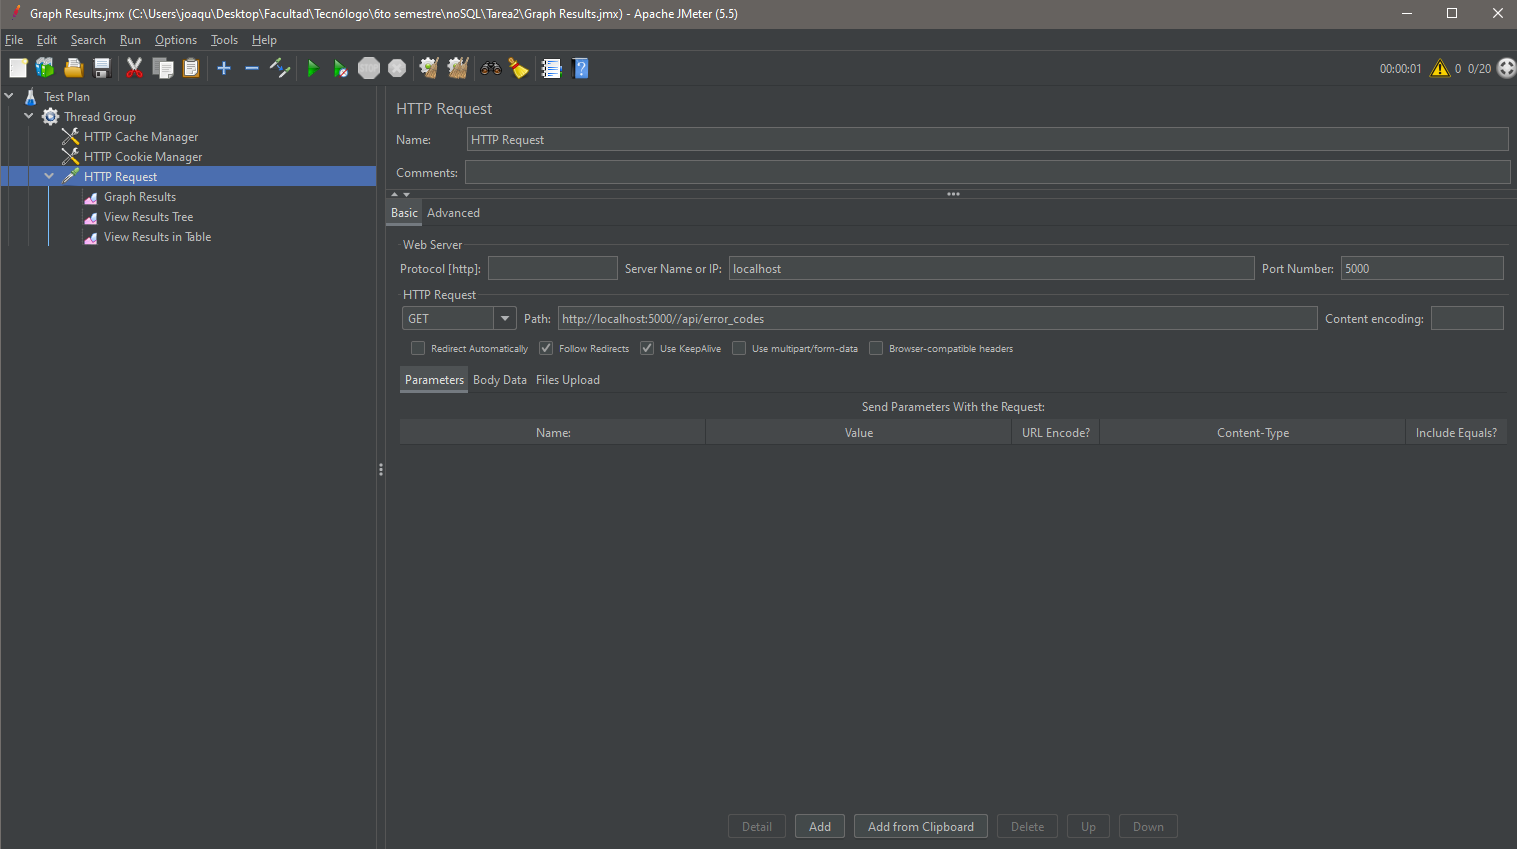 Graph Results.jmx (C:\Users\joaqu\Desktop\Facultad\Tecnólogo\6to semestre\noSQL\Tarea2\Graph Results.jmx) - Apache JMeter (5.5)
File Edit Search Run Options Tools Help
STOP
00:00:01 0 0/20
Test Plan
Thread Group
HTTP Cache Manager
HTTP Cookie Manager
HTTP Request
Graph Results
View Results Tree
View Results in Table
HTTP Request
Name: HTTP Request
Comments:
Basic Advanced
Web Server
Protocol [http]: Server Name or IP: localhost Port Number: 5000
HTTP Request
GET Path: http://localhost:5000//api/error_codes Content encoding:
Redirect Automatically Follow Redirects Use KeepAlive Use multipart/form-data Browser-compatible headers
Parameters Body Data Files Upload
Send Parameters With the Request:
Name: Value URL Encode? Content-Type Include Equals?
Detail Add Add from Clipboard Delete Up Down